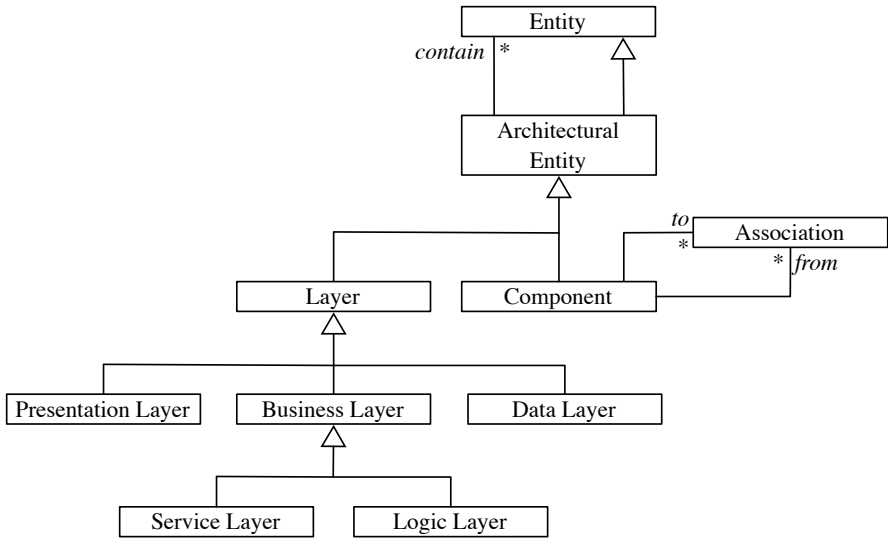 Entity
contain *
Architectural
Entity
to
*
Association
* from
Layer
Component
Presentation Layer
Business Layer
Data Layer
Service Layer
Logic Layer